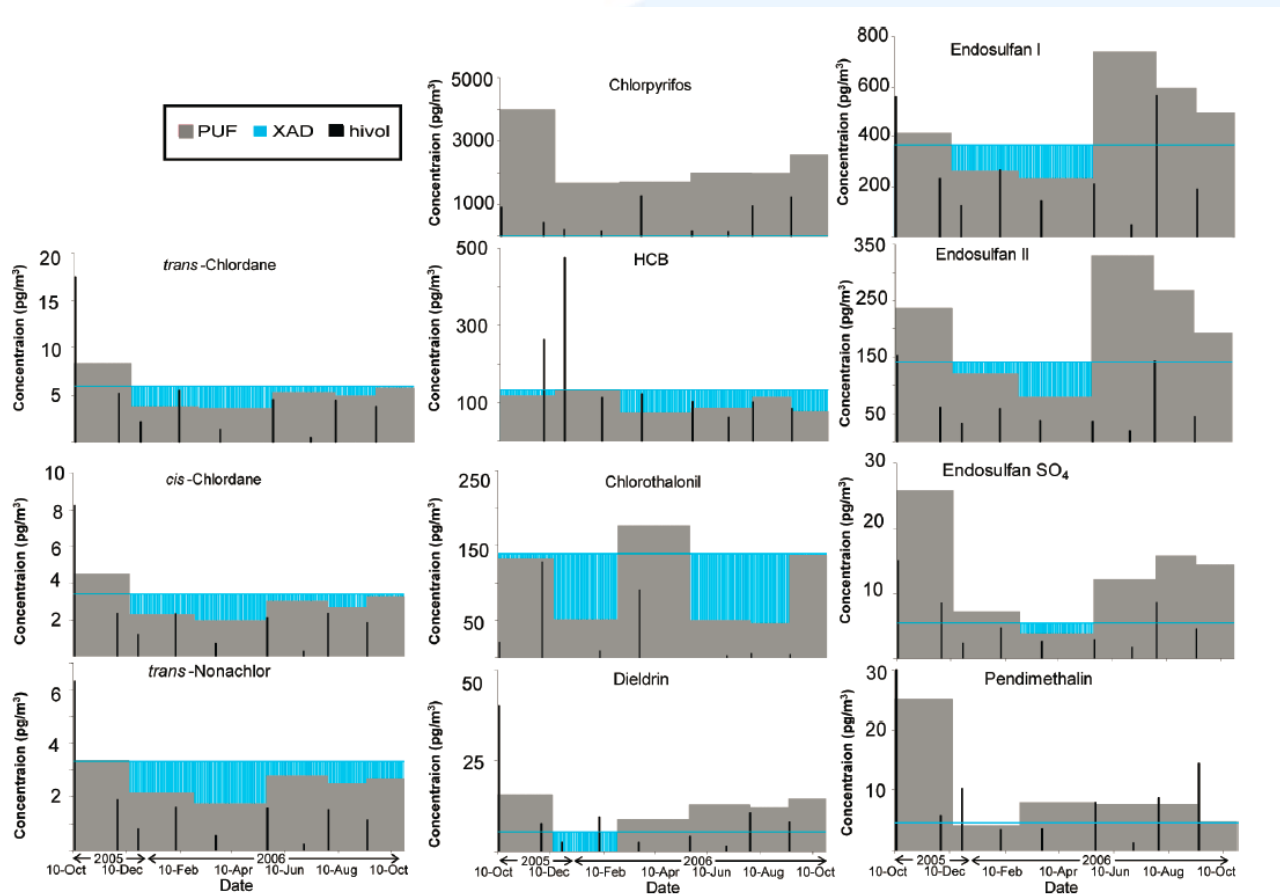 PUF XAD hivol
trans-Chlordane
Concentraion (pg/m³)
20
15
10
5
cis-Chlordane
Concentraion (pg/m³)
10
8
6
4
2
trans-Nonachlor
Concentraion (pg/m³)
6
4
2
2005 2006
10-Oct 10-Dec 10-Feb 10-Apr 10-Jun 10-Aug 10-Oct
Date
Chlorpyrifos
Concentraion (pg/m³)
5000
3000
1000
HCB
Concentraion (pg/m³)
500
300
100
Chlorothalonil
Concentraion (pg/m³)
250
150
50
Dieldrin
Concentraion (pg/m³)
50
25
2005 2006
10-Oct 10-Dec 10-Feb 10-Apr 10-Jun 10-Aug 10-Oct
Date
Endosulfan I
Concentraion (pg/m³)
800
600
400
200
Endosulfan II
Concentraion (pg/m³)
350
250
150
50
Endosulfan SO₄
Concentraion (pg/m³)
30
20
10
Pendimethalin
Concentraion (pg/m³)
30
20
10
2005 2006
10-Oct 10-Dec 10-Feb 10-Apr 10-Jun 10-Aug 10-Oct
Date